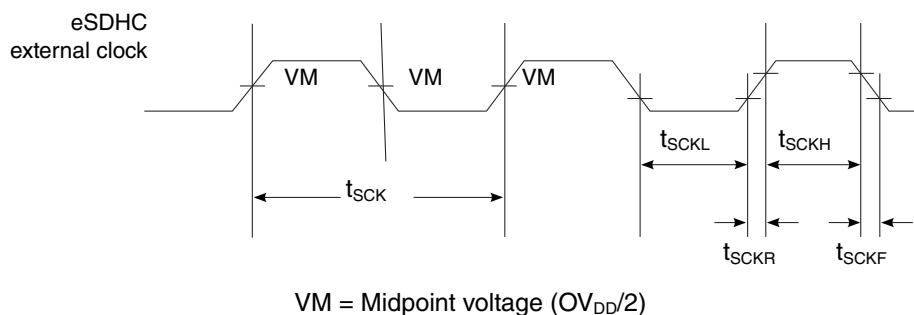 eSDHC
external clock
VM
VM
VM
tSCKL
tSCKH
tSCK
tSCKR
tSCKF
VM = Midpoint voltage (OVDD/2)